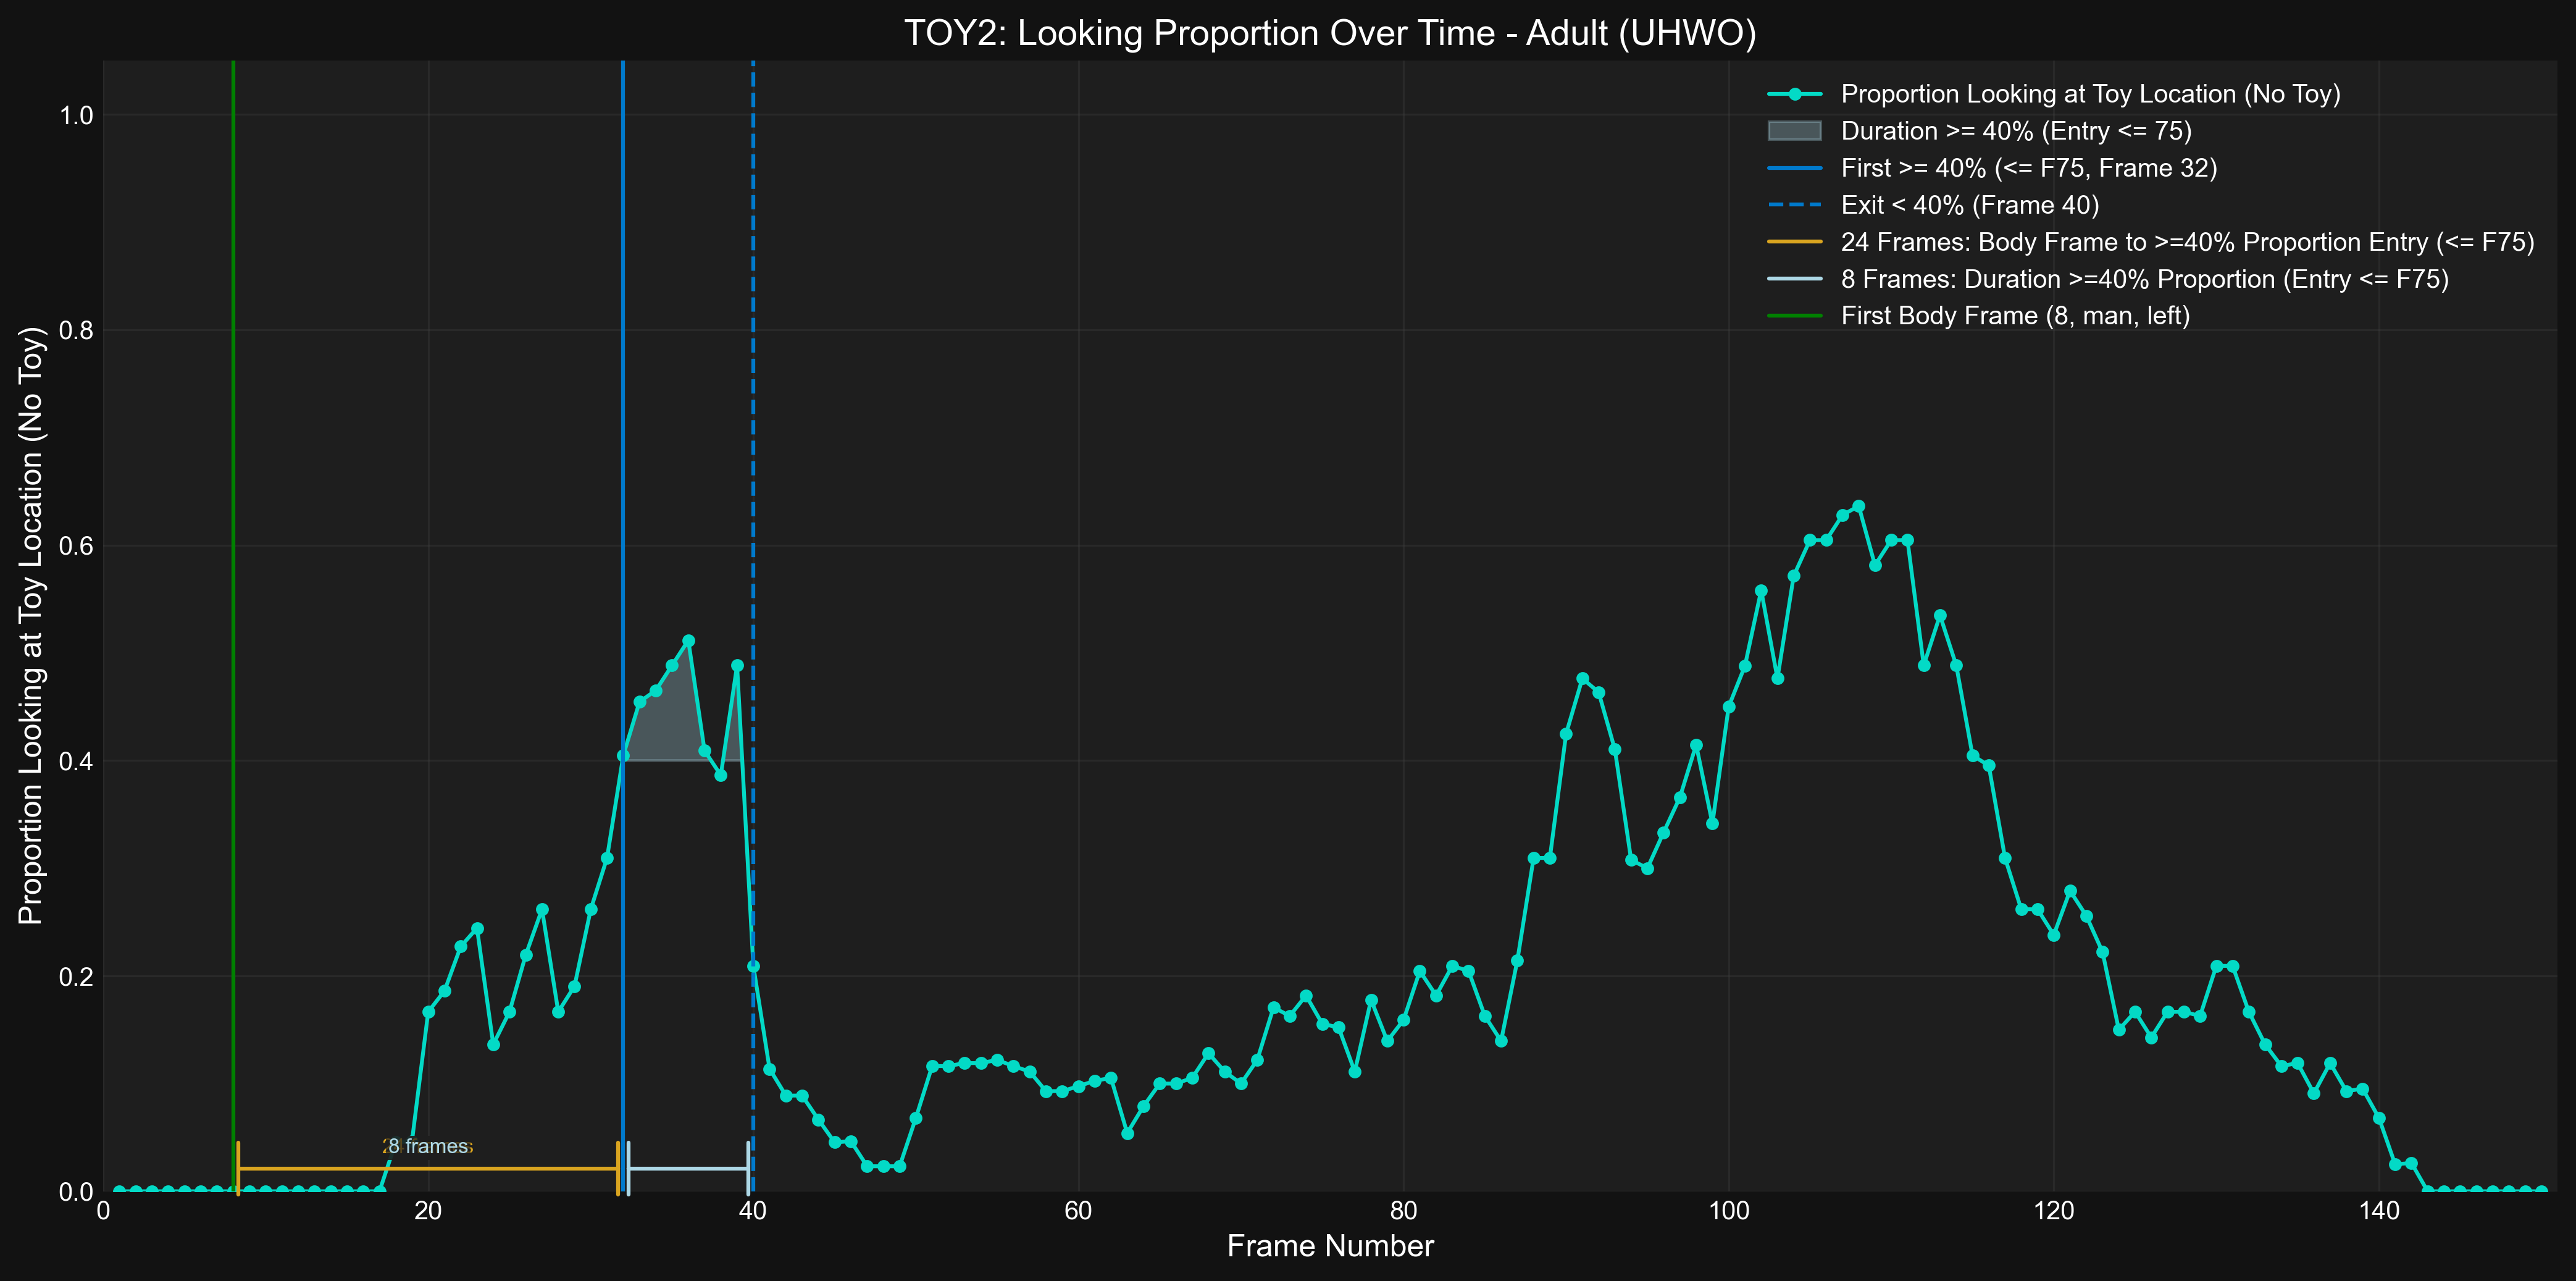 TOY2: Looking Proportion Over Time - Adult (UHWO)
Proportion Looking at Toy Location (No Toy)
Duration >= 40% (Entry <= 75)
First >= 40% (<= F75, Frame 32)
Exit < 40% (Frame 40)
24 Frames: Body Frame to >=40% Proportion Entry (<= F75)
8 Frames: Duration >=40% Proportion (Entry <= F75)
First Body Frame (8, man, left)
Proportion Looking at Toy Location (No Toy)
1.0
0.8
0.6
0.4
0.2
0.0
8 frames
0
20
40
60
80
100
120
140
Frame Number